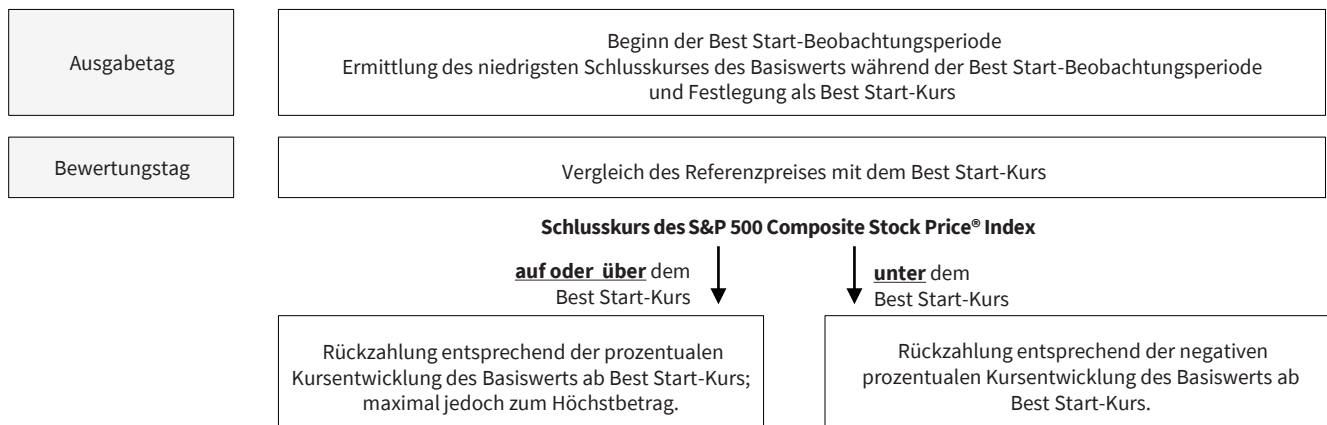 Ausgabetag
Beginn der Best Start-Beobachtungsperiode
Ermittlung des niedrigsten Schlusskurses des Basiswerts während der Best Start-Beobachtungsperiode
und Festlegung als Best Start-Kurs
Bewertungstag
Vergleich des Referenzpreises mit dem Best Start-Kurs
Schlusskurs des S&P 500 Composite Stock Price® Index
auf oder über dem
Best Start-Kurs
unter dem
Best Start-Kurs
Rückzahlung entsprechend der prozentualen
Kursentwicklung des Basiswerts ab Best Start-Kurs;
maximal jedoch zum Höchstbetrag.
Rückzahlung entsprechend der negativen
prozentualen Kursentwicklung des Basiswerts ab
Best Start-Kurs.